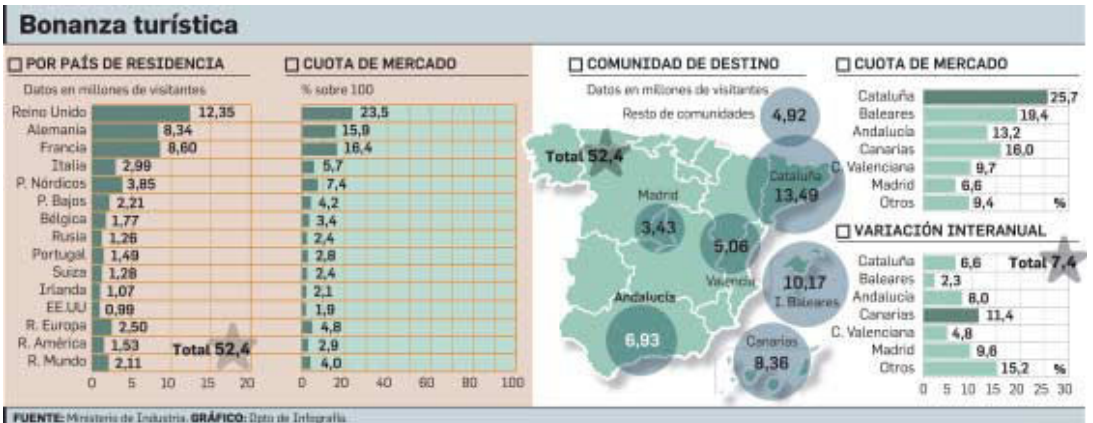 Bonanza turística
POR PAÍS DE RESIDENCIA
Datos en millones de visitantes
Reino Unido 12,35
Alemania 8,34
Francia 8,60
Italia 2,99
P. Nórdicos 3,85
P. Bajos 2,21
Bélgica 1,77
Rusia 1,26
Portugal 1,49
Suiza 1,28
Irlanda 1,07
EE.UU 0,99
R. Europa 2,50
R. América 1,53
R. Mundo 2,11
Total 52,4
0 5 10 15 20
CUOTA DE MERCADO
% sobre 100
23,5
15,9
16,4
5,7
7,4
4,2
3,4
2,4
2,8
2,4
2,1
1,9
4,8
2,9
4,0
0 20 40 60 80 100
COMUNIDAD DE DESTINO
Datos en millones de visitantes
Resto de comunidades 4,92
Total 52,4
Cataluña
13,49
Madrid
3,43
5,06
Valencia
10,17
I. Baleares
Andalucía
6,93
Canarias
8,36
CUOTA DE MERCADO
Cataluña 25,7
Baleares 19,4
Andalucía 13,2
Canarias 16,0
C. Valenciana 9,7
Madrid 6,6
Otros 9,4 %
VARIACIÓN INTERANUAL
Cataluña 6,6 Total 7,4
Baleares 2,3
Andalucía 8,0
Canarias 11,4
C. Valenciana 4,8
Madrid 9,6
Otros 15,2 %
0 5 10 15 20 25 30
FUENTE: Ministerio de Industria. GRÁFICO: Dpto de Infografía.